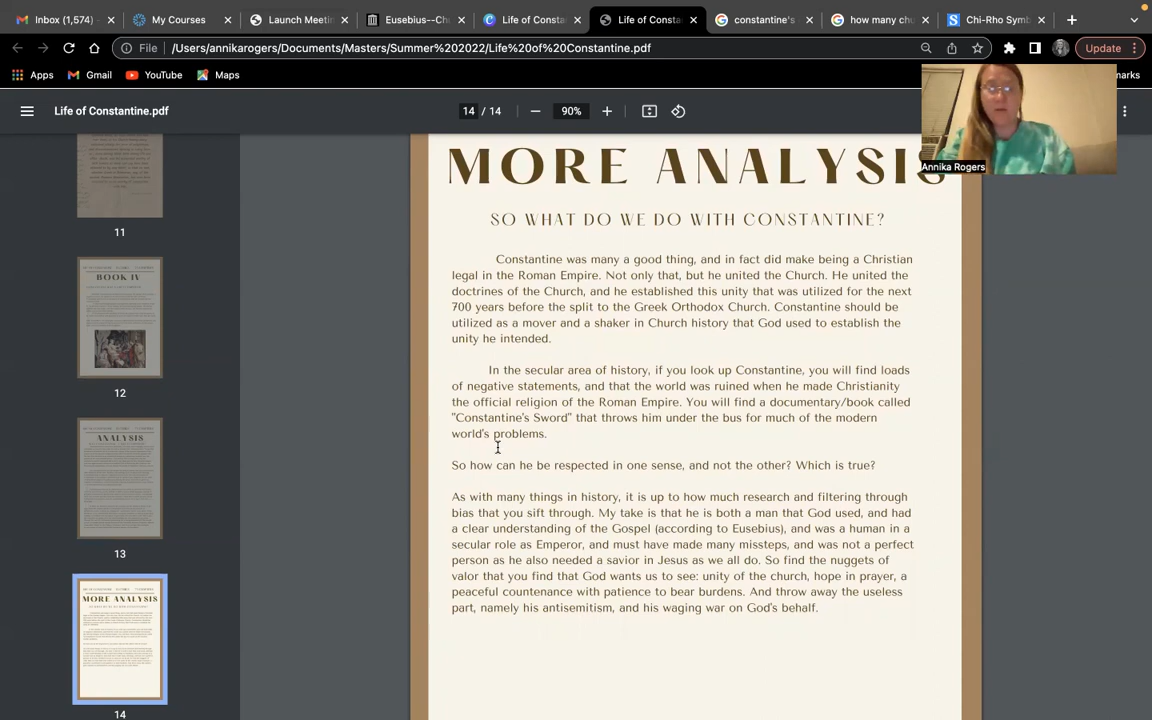 Inbox (1,574)
My Courses
Launch Meeti
Eusebius--Ch
Life of Consta
Life of Consta
constantine's
how many chu
Chi-Rho Symb
File /Users/annikarogers/Documents/Masters/Summer%202022/Life%20of%20Constantine.pdf
Update
Apps Gmail YouTube Maps
marks
Life of Constantine.pdf
14 / 14
90%
Annika Rogers
11
BOOK IV
12
ANALYSIS
13
MORE ANALYSIS
14
MORE ANALYSIS
SO WHAT DO WE DO WITH CONSTANTINE?
Constantine was many a good thing, and in fact did make being a Christian
legal in the Roman Empire. Not only that, but he united the Church. He united the
doctrines of the Church, and he established this unity that was utilized for the next
700 years before the split to the Greek Orthodox Church. Constantine should be
utilized as a mover and a shaker in Church history that God used to establish the
unity he intended.
In the secular area of history, if you look up Constantine, you will find loads
of negative statements, and that the world was ruined when he made Christianity
the official religion of the Roman Empire. You will find a documentary/book called
"Constantine's Sword" that throws him under the bus for much of the modern
world's problems.
So how can he be respected in one sense, and not the other? Which is true?
As with many things in history, it is up to how much research and filtering through
bias that you sift through. My take is that he is both a man that God used, and had
a clear understanding of the Gospel (according to Eusebius), and was a human in a
secular role as Emperor, and must have made many missteps, and was not a perfect
person as he also needed a savior in Jesus as we all do. So find the nuggets of
valor that you find that God wants us to see: unity of the church, hope in prayer, a
peaceful countenance with patience to bear burdens. And throw away the useless
part, namely his antisemitism, and his waging war on God's behalf.